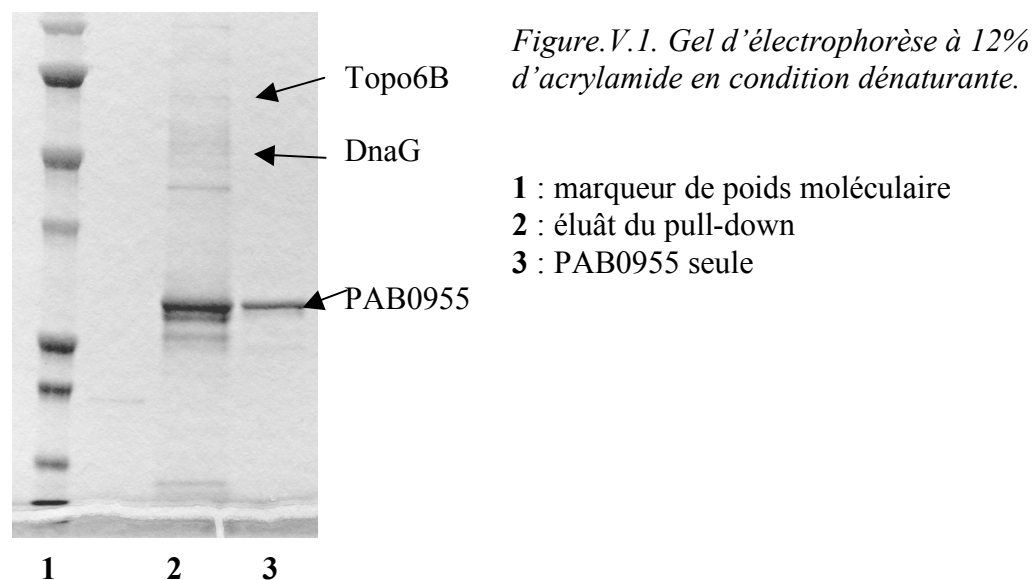 Figure.V.1. Gel d’électrophorèse à 12%
d’acrylamide en condition dénaturante.
Topo6B
DnaG
1 : marqueur de poids moléculaire
2 : éluât du pull-down
3 : PAB0955 seule
PAB0955
1 2 3